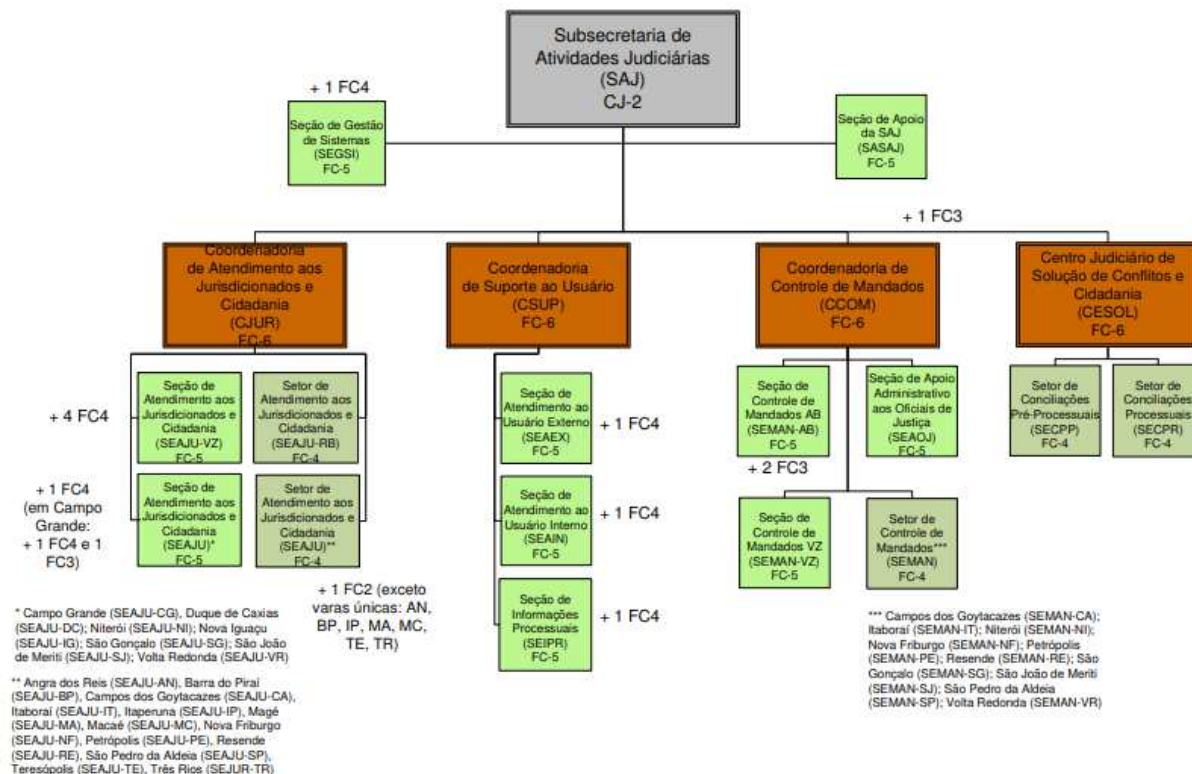 Subsecretaria de
Atividades Judiciárias
(SAJ)
CJ-2
+ 1 FC4
Seção de Gestão
de Sistemas
(SEGSI)
FC-5
Seção de Apoio
da SAJ
(SASAJ)
FC-5
+ 1 FC3
Coordenadoria
de Atendimento aos
Jurisdicionados e
Cidadania
(CJUR)
FC-6
Coordenadoria
de Suporte ao Usuário
(CSUP)
FC-6
Coordenadoria de
Controle de Mandados
(CCOM)
FC-6
Centro Judiciário de
Solução de Conflitos e
Cidadania
(CESOL)
FC-6
+ 4 FC4
Seção de
Atendimento aos
Jurisdicionados e
Cidadania
(SEAJU-VZ)
FC-5
Setor de
Atendimento aos
Jurisdicionados e
Cidadania
(SEAJU-RB)
FC-4
+ 1 FC4
(em Campo
Grande:
+ 1 FC4 e 1
FC3)
Seção de
Atendimento aos
Jurisdicionados e
Cidadania
(SEAJU)*
FC-5
Setor de
Atendimento aos
Jurisdicionados e
Cidadania
(SEAJU)**
FC-4
+ 1 FC2 (exceto
varas únicas: AN,
BP, IP, MA, MC,
TE, TR)
Seção de
Atendimento ao
Usuário Externo
(SEAEX)
FC-5
+ 1 FC4
Seção de
Atendimento ao
Usuário Interno
(SEAIN)
FC-5
+ 1 FC4
Seção de
Informações
Processuais
(SEIPR)
FC-5
+ 1 FC4
Seção de
Controle de
Mandados AB
(SEMAN-AB)
FC-5
+ 2 FC3
Seção de Apoio
Administrativo
aos Oficiais de
Justiça
(SEAOJ)
FC-5
Seção de
Controle de
Mandados VZ
(SEMAN-VZ)
FC-5
Setor de
Controle de
Mandados***
(SEMAN)
FC-4
Setor de
Conciliações
Pré-Processuais
(SECPP)
FC-4
Setor de
Conciliações
Processuais
(SECPR)
FC-4
* Campo Grande (SEAJU-CG), Duque de Caxias
(SEAJU-DC); Niterói (SEAJU-NI); Nova Iguaçu
(SEAJU-IG); São Gonçalo (SEAJU-SG); São João
de Meriti (SEAJU-SJ); Volta Redonda (SEAJU-VR)
** Angra dos Reis (SEAJU-AN), Barra do Piraí
(SEAJU-BP), Campos dos Goytacazes (SEAJU-CA),
Itaboraí (SEAJU-IT), Itaperuna (SEAJU-IP), Magé
(SEAJU-MA), Macaé (SEAJU-MC), Nova Friburgo
(SEAJU-NF), Petrópolis (SEAJU-PE), Resende
(SEAJU-RE), São Pedro da Aldeia (SEAJU-SP),
Teresópolis (SEAJU-TE), Três Rios (SEJUR-TR)
*** Campos dos Goytacazes (SEMAN-CA);
Itaboraí (SEMAN-IT); Niterói (SEMAN-NI);
Nova Friburgo (SEMAN-NF); Petrópolis
(SEMAN-PE); Resende (SEMAN-RE); São
Gonçalo (SEMAN-SG); São João de Meriti
(SEMAN-SJ); São Pedro da Aldeia
(SEMAN-SP); Volta Redonda (SEMAN-VR)